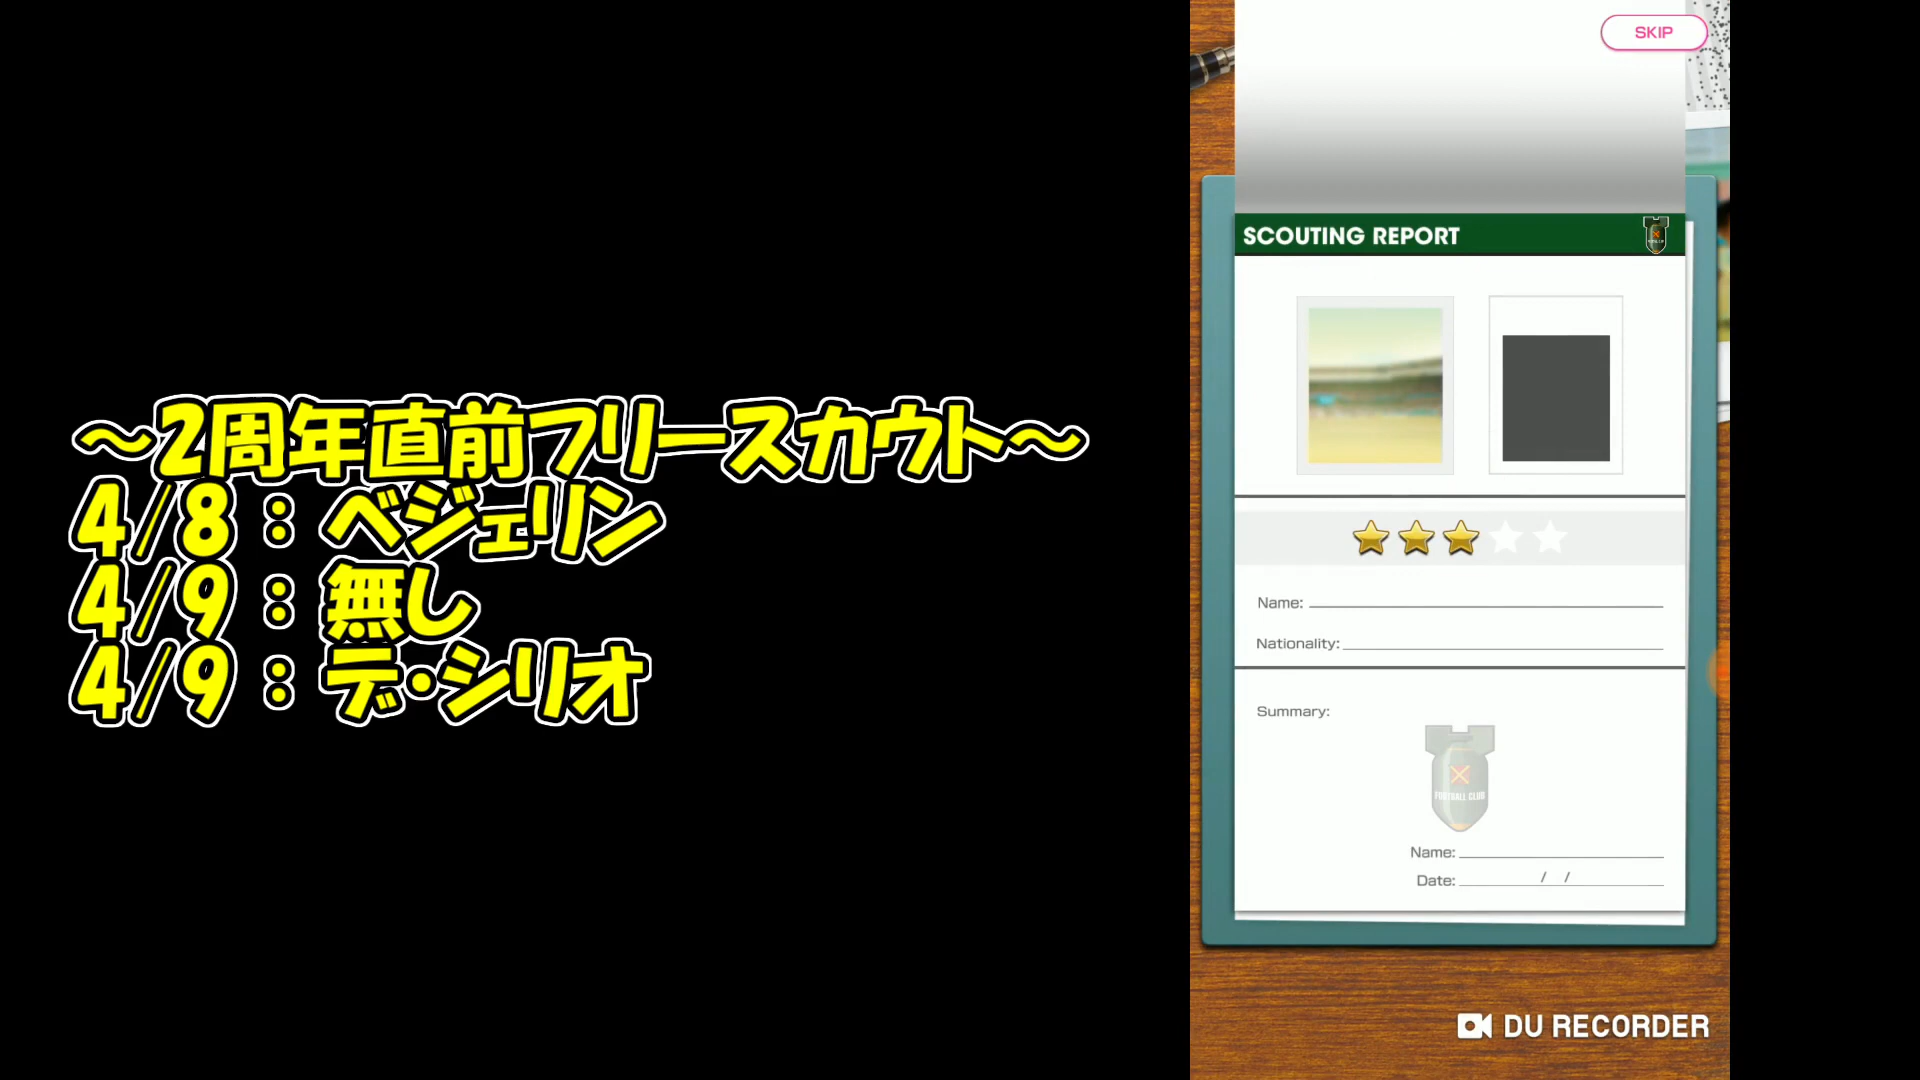 ～2周年直前フリースカウト～
4/8：ベジェリン
4/9：無し
4/9：デ・シリオ
SKIP
SCOUTING REPORT
Name:
Nationality:
Summary:
FOOTBALL CLUB
Name:
Date: / /
DU RECORDER